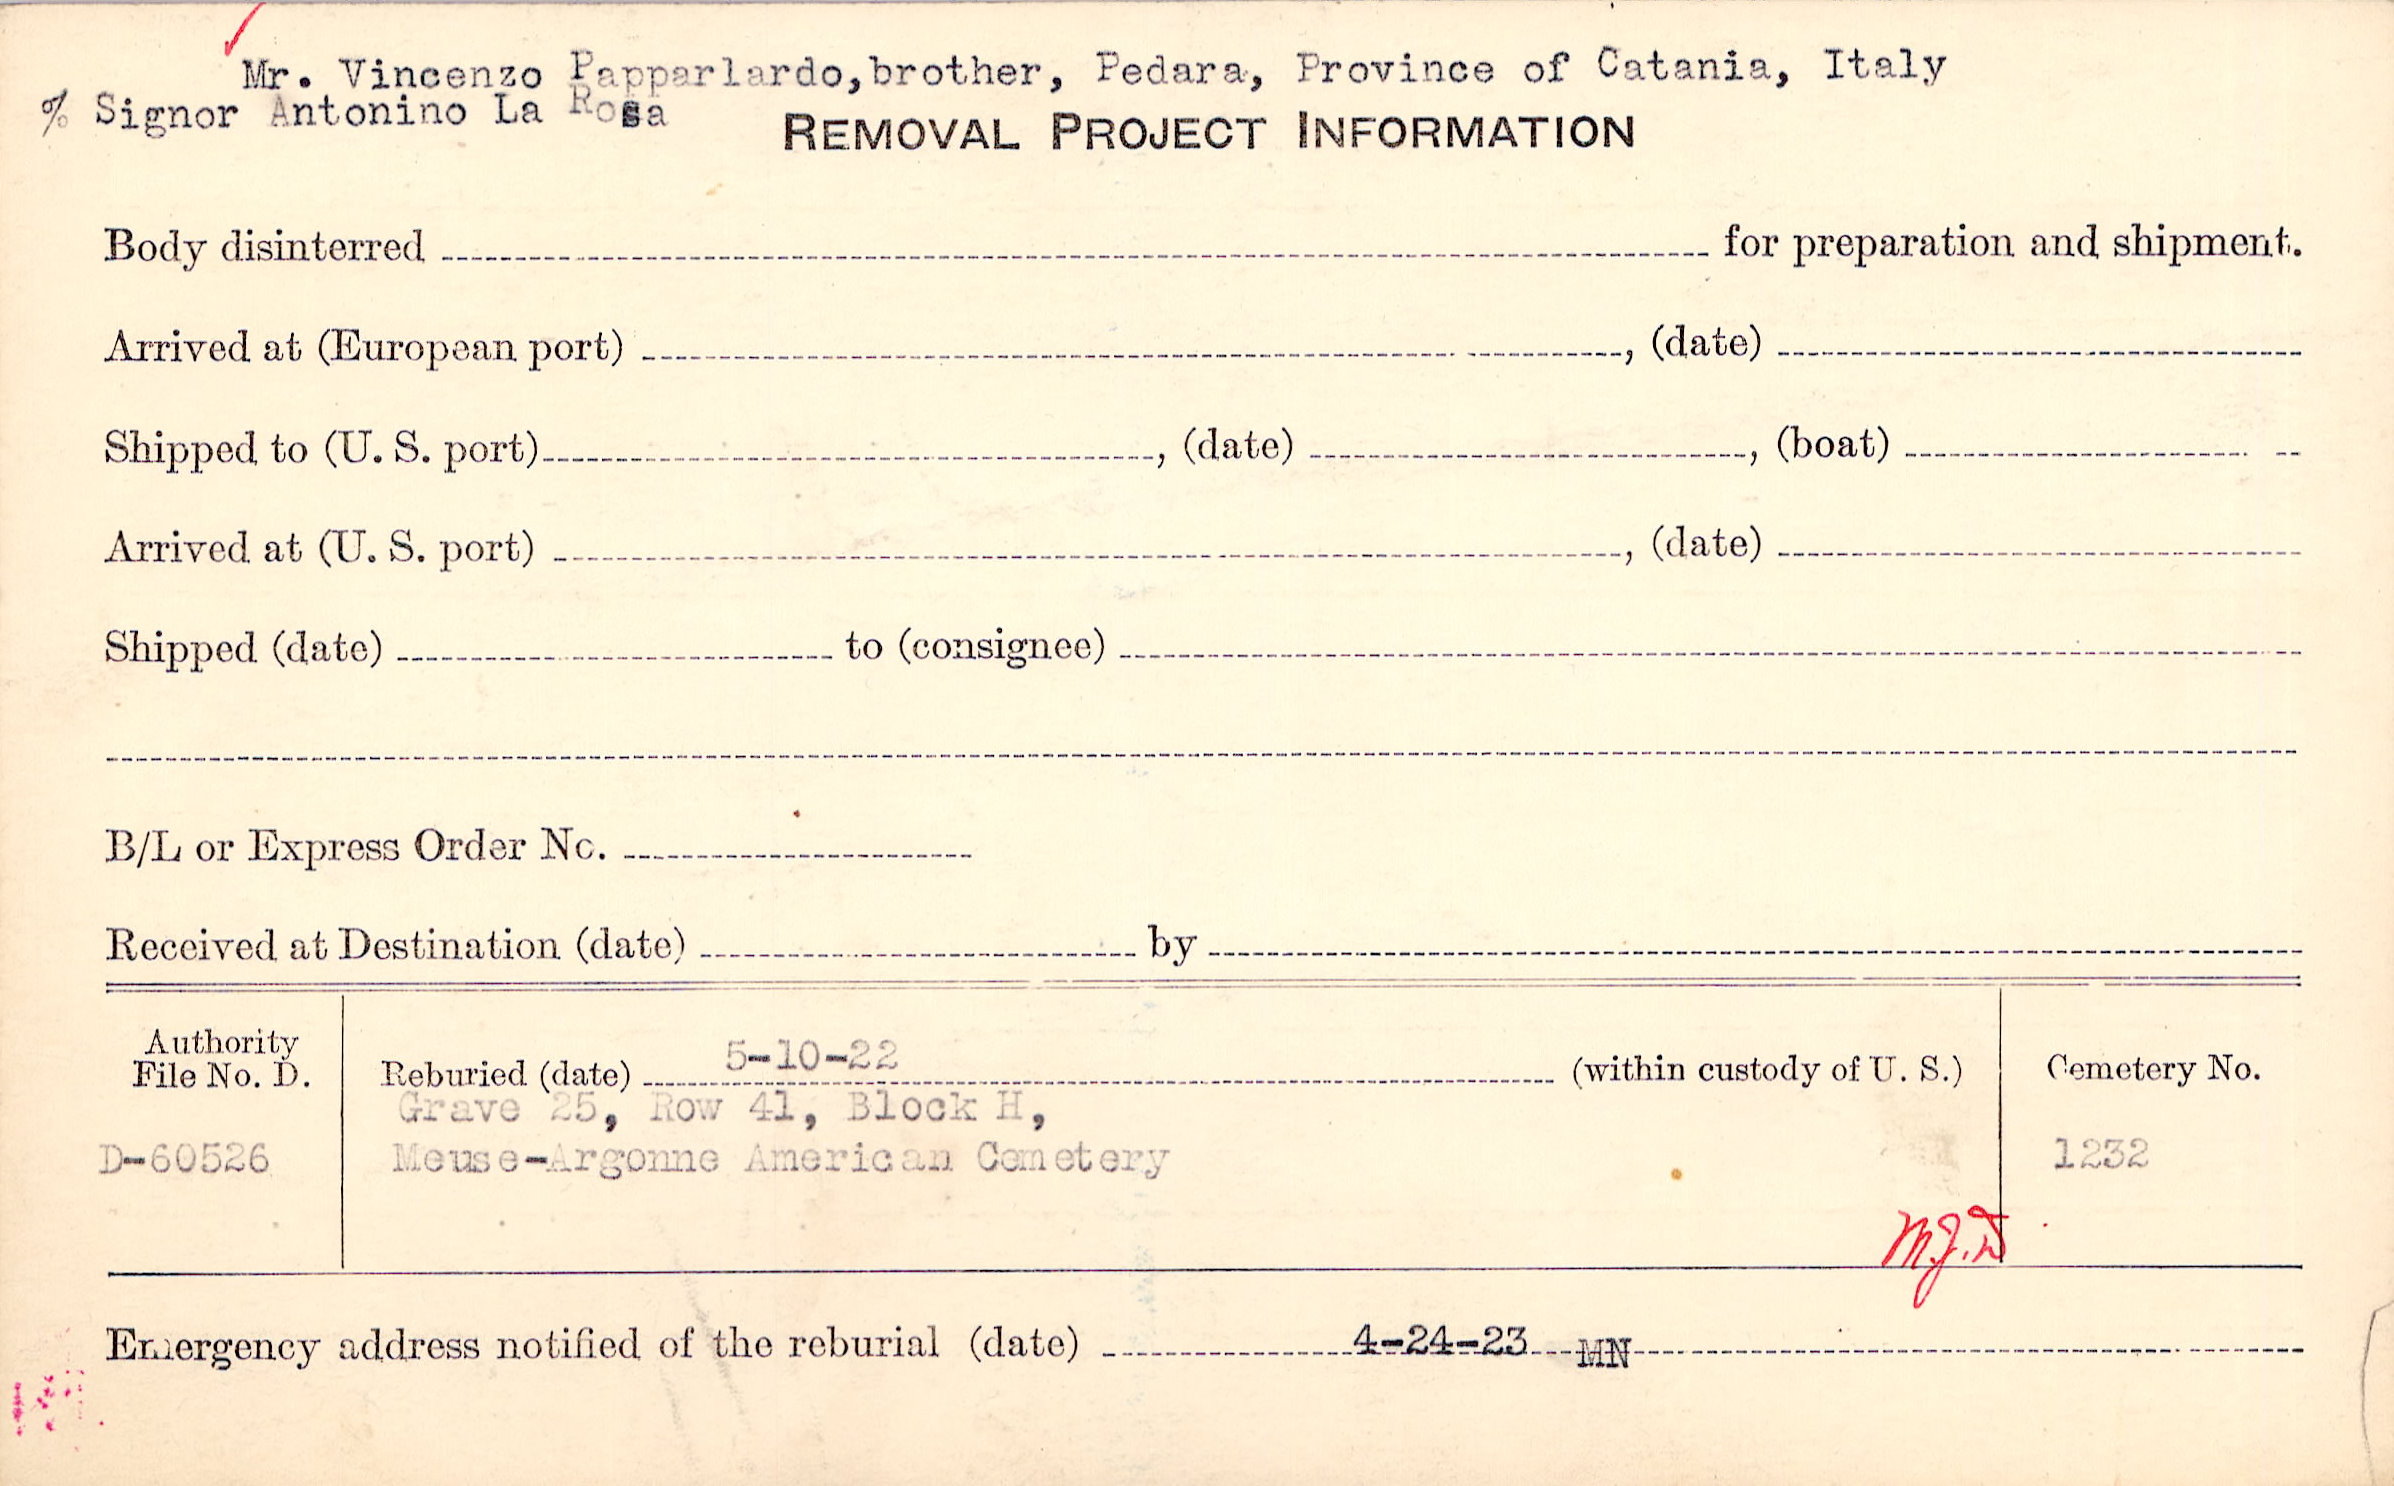 Mr. Vincenzo Papparlardo,brother, Pedara, Province of Catania, Italy
% Signor Antonino La Rosa
REMOVAL PROJECT INFORMATION
Body disinterred for preparation and shipment.
Arrived at (European port) , (date)
Shipped to (U. S. port) , (date) , (boat)
Arrived at (U. S. port) , (date)
Shipped (date) to (consignee)
B/L or Express Order No.
Received at Destination (date) by
Authority
File No. D.
D-60526
Reburied (date) 5-10-22 (within custody of U. S.)
Grave 25, Row 41, Block H,
Meuse-Argonne American Cemetery
Cemetery No.
1232
Emergency address notified of the reburial (date) 4-24-23 MN